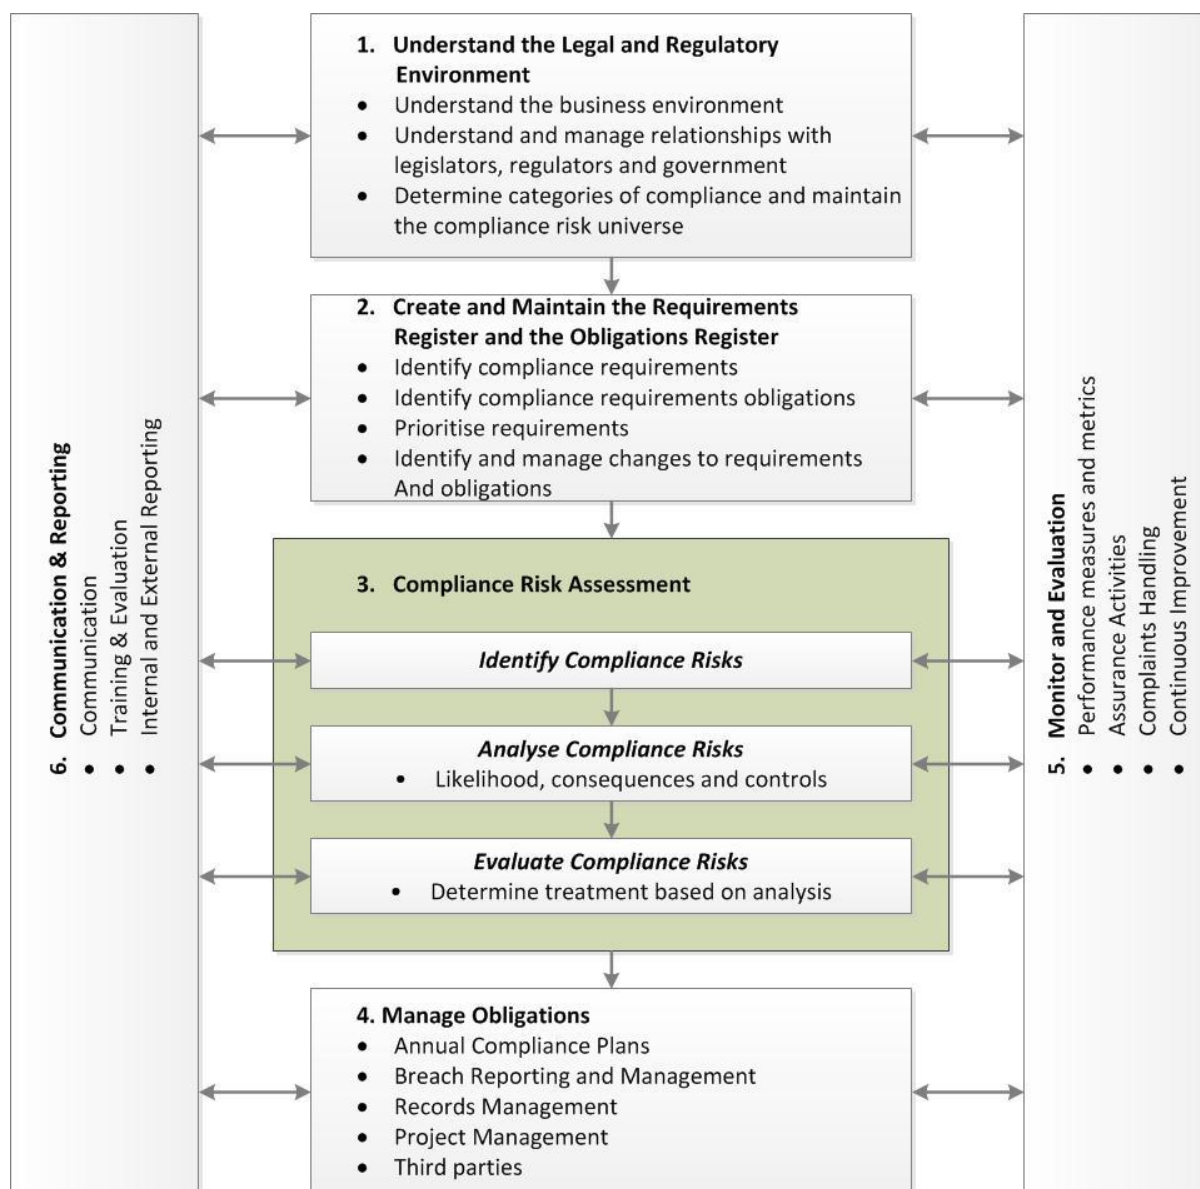 1. Understand the Legal and Regulatory
Environment
• Understand the business environment
• Understand and manage relationships with
legislators, regulators and government
• Determine categories of compliance and maintain
the compliance risk universe
2. Create and Maintain the Requirements
Register and the Obligations Register
• Identify compliance requirements
• Identify compliance requirements obligations
• Prioritise requirements
• Identify and manage changes to requirements
And obligations
3. Compliance Risk Assessment
Identify Compliance Risks
Analyse Compliance Risks
• Likelihood, consequences and controls
Evaluate Compliance Risks
• Determine treatment based on analysis
4. Manage Obligations
• Annual Compliance Plans
• Breach Reporting and Management
• Records Management
• Project Management
• Third parties
5. Monitor and Evaluation
• Performance measures and metrics
• Assurance Activities
• Complaints Handling
• Continuous Improvement
6. Communication & Reporting
• Communication
• Training & Evaluation
• Internal and External Reporting